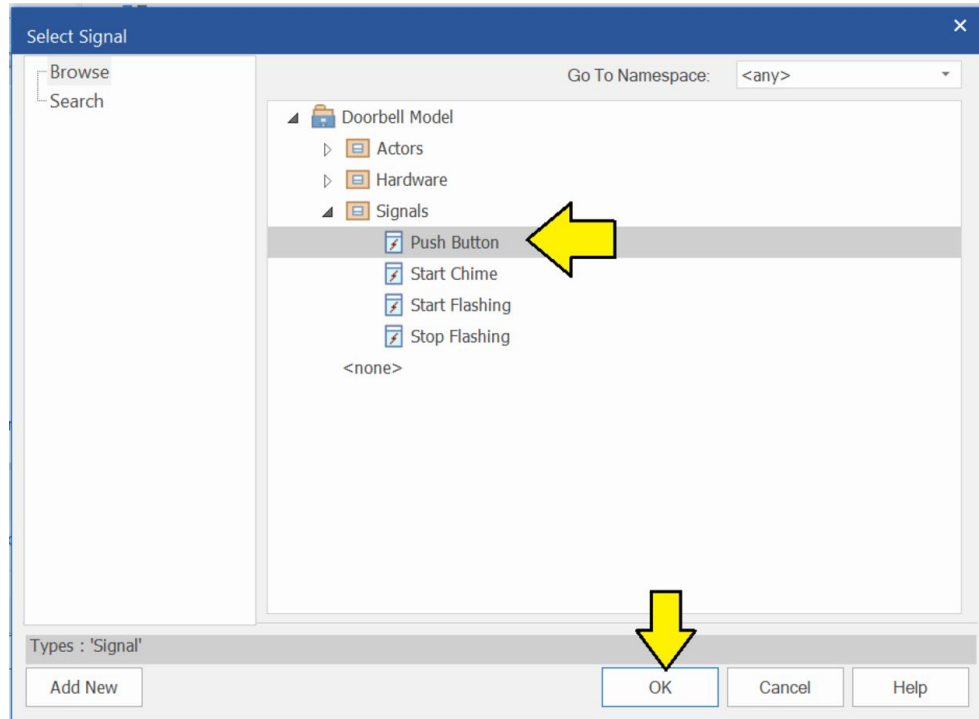 Select Signal
Browse
Search
Go To Namespace: <any>
Doorbell Model
Actors
Hardware
Signals
Push Button
Start Chime
Start Flashing
Stop Flashing
<none>
Types : 'Signal'
Add New OK Cancel Help